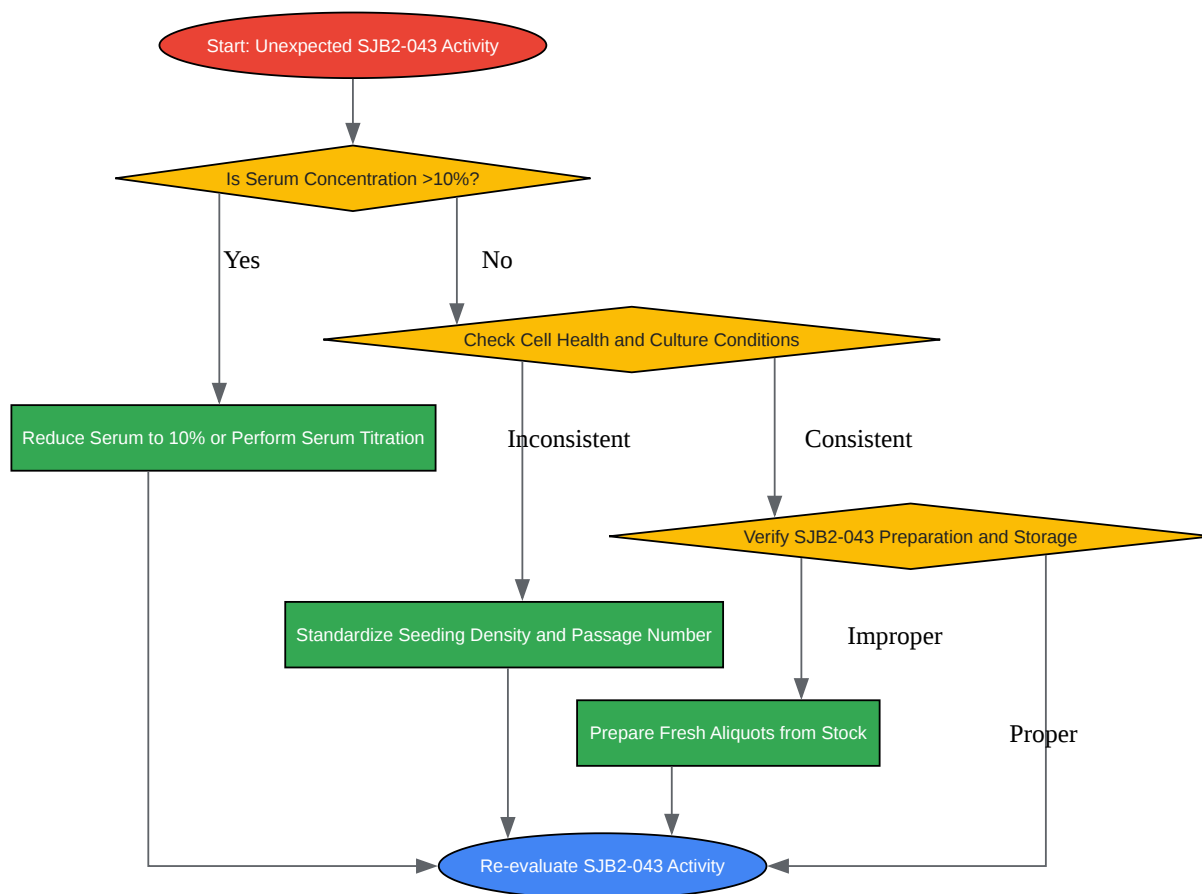 Start: Unexpected SJB2-043 Activity
Is Serum Concentration >10%?
Yes
No
Check Cell Health and Culture Conditions
Reduce Serum to 10% or Perform Serum Titration
Inconsistent
Consistent
Verify SJB2-043 Preparation and Storage
Standardize Seeding Density and Passage Number
Improper
Prepare Fresh Aliquots from Stock
Proper
Re-evaluate SJB2-043 Activity